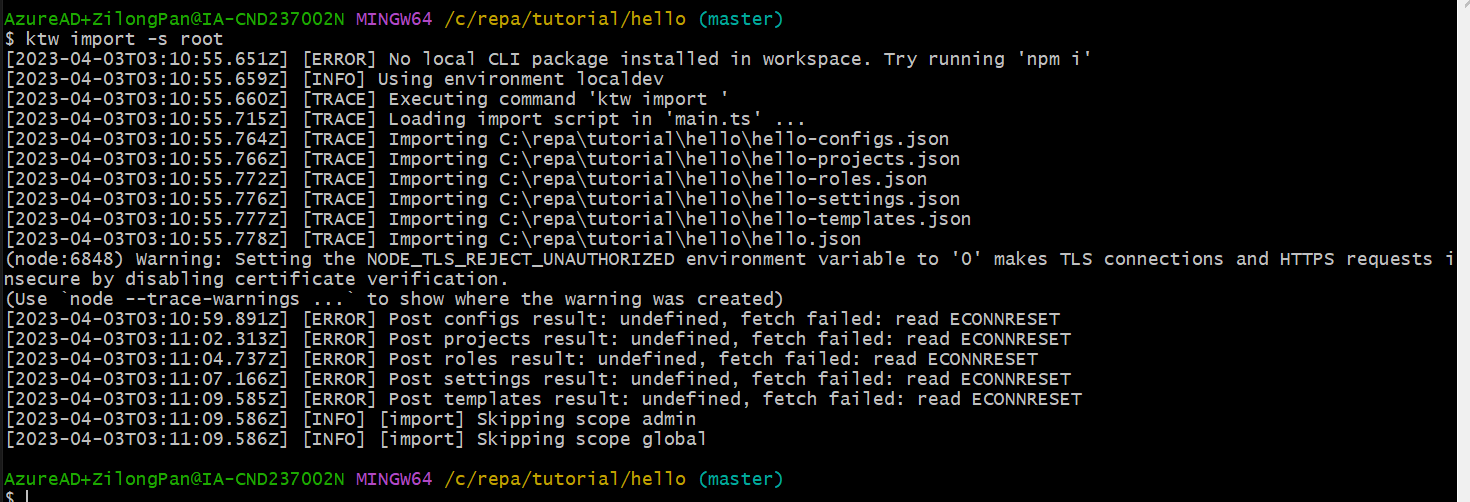 AzureAD+ZilongPan@IA-CND237002N MINGW64 /c/repa/tutorial/hello (master)
$ ktw import -s root
[2023-04-03T03:10:55.651Z] [ERROR] No local CLI package installed in workspace. Try running 'npm i'
[2023-04-03T03:10:55.659Z] [INFO] Using environment localdev
[2023-04-03T03:10:55.660Z] [TRACE] Executing command 'ktw import '
[2023-04-03T03:10:55.715Z] [TRACE] Loading import script in 'main.ts' ...
[2023-04-03T03:10:55.764Z] [TRACE] Importing C:\repa\tutorial\hello\hello-configs.json
[2023-04-03T03:10:55.766Z] [TRACE] Importing C:\repa\tutorial\hello\hello-projects.json
[2023-04-03T03:10:55.772Z] [TRACE] Importing C:\repa\tutorial\hello\hello-roles.json
[2023-04-03T03:10:55.776Z] [TRACE] Importing C:\repa\tutorial\hello\hello-settings.json
[2023-04-03T03:10:55.777Z] [TRACE] Importing C:\repa\tutorial\hello\hello-templates.json
[2023-04-03T03:10:55.778Z] [TRACE] Importing C:\repa\tutorial\hello\hello.json
(node:6848) Warning: Setting the NODE_TLS_REJECT_UNAUTHORIZED environment variable to '0' makes TLS connections and HTTPS requests i
nsecure by disabling certificate verification.
(Use `node --trace-warnings ...` to show where the warning was created)
[2023-04-03T03:10:59.891Z] [ERROR] Post configs result: undefined, fetch failed: read ECONNRESET
[2023-04-03T03:11:02.313Z] [ERROR] Post projects result: undefined, fetch failed: read ECONNRESET
[2023-04-03T03:11:04.737Z] [ERROR] Post roles result: undefined, fetch failed: read ECONNRESET
[2023-04-03T03:11:07.166Z] [ERROR] Post settings result: undefined, fetch failed: read ECONNRESET
[2023-04-03T03:11:09.585Z] [ERROR] Post templates result: undefined, fetch failed: read ECONNRESET
[2023-04-03T03:11:09.586Z] [INFO] [import] Skipping scope admin
[2023-04-03T03:11:09.586Z] [INFO] [import] Skipping scope global
AzureAD+ZilongPan@IA-CND237002N MINGW64 /c/repa/tutorial/hello (master)
$